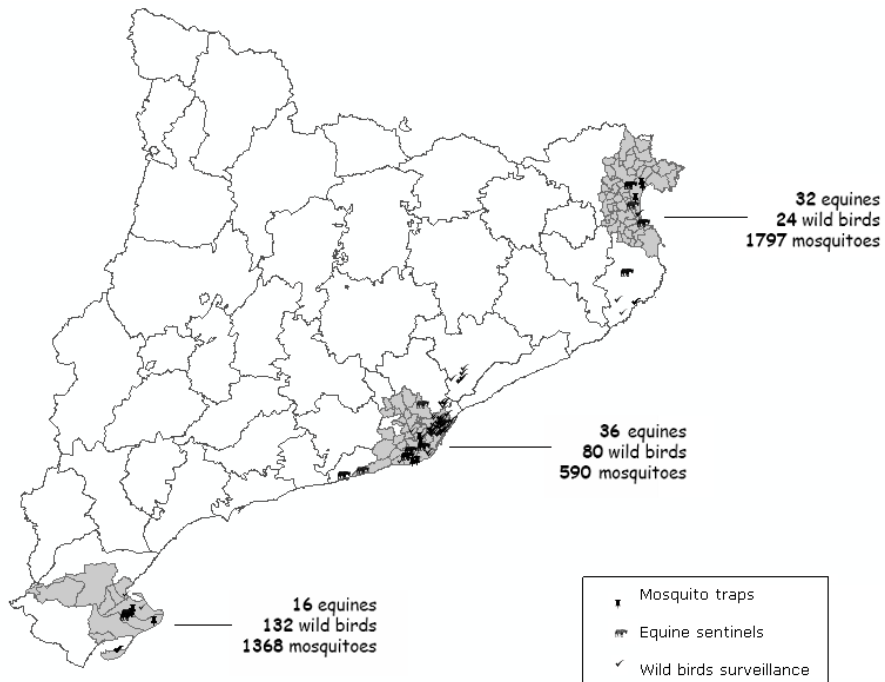 32 equines
24 wild birds
1797 mosquitoes
36 equines
80 wild birds
590 mosquitoes
16 equines
132 wild birds
1368 mosquitoes
Mosquito traps
Equine sentinels
Wild birds surveillance